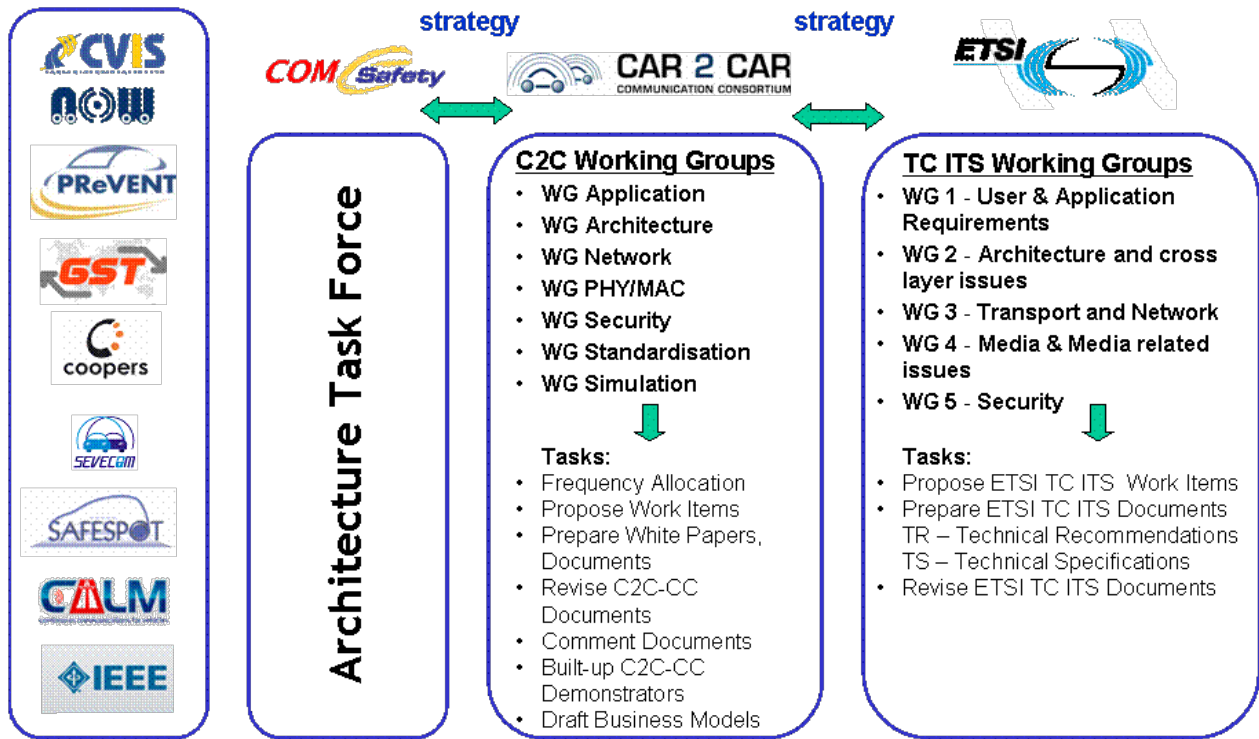 CVIS
NOW
PReVENT
GST
coopers
SEVECOM
SAFESPOT
CALM
IEEE
strategy
strategy
COM Safety
CAR 2 CAR
COMMUNICATION CONSORTIUM
ETSI
Architecture Task Force
C2C Working Groups
• WG Application
• WG Architecture
• WG Network
• WG PHY/MAC
• WG Security
• WG Standardisation
• WG Simulation
Tasks:
• Frequency Allocation
• Propose Work Items
• Prepare White Papers,
Documents
• Revise C2C-CC
Documents
• Comment Documents
• Built-up C2C-CC
Demonstrators
• Draft Business Models
TC ITS Working Groups
• WG 1 - User & Application
Requirements
• WG 2 - Architecture and cross
layer issues
• WG 3 - Transport and Network
• WG 4 - Media & Media related
issues
• WG 5 - Security
Tasks:
• Propose ETSI TC ITS Work Items
• Prepare ETSI TC ITS Documents
TR – Technical Recommendations
TS – Technical Specifications
• Revise ETSI TC ITS Documents